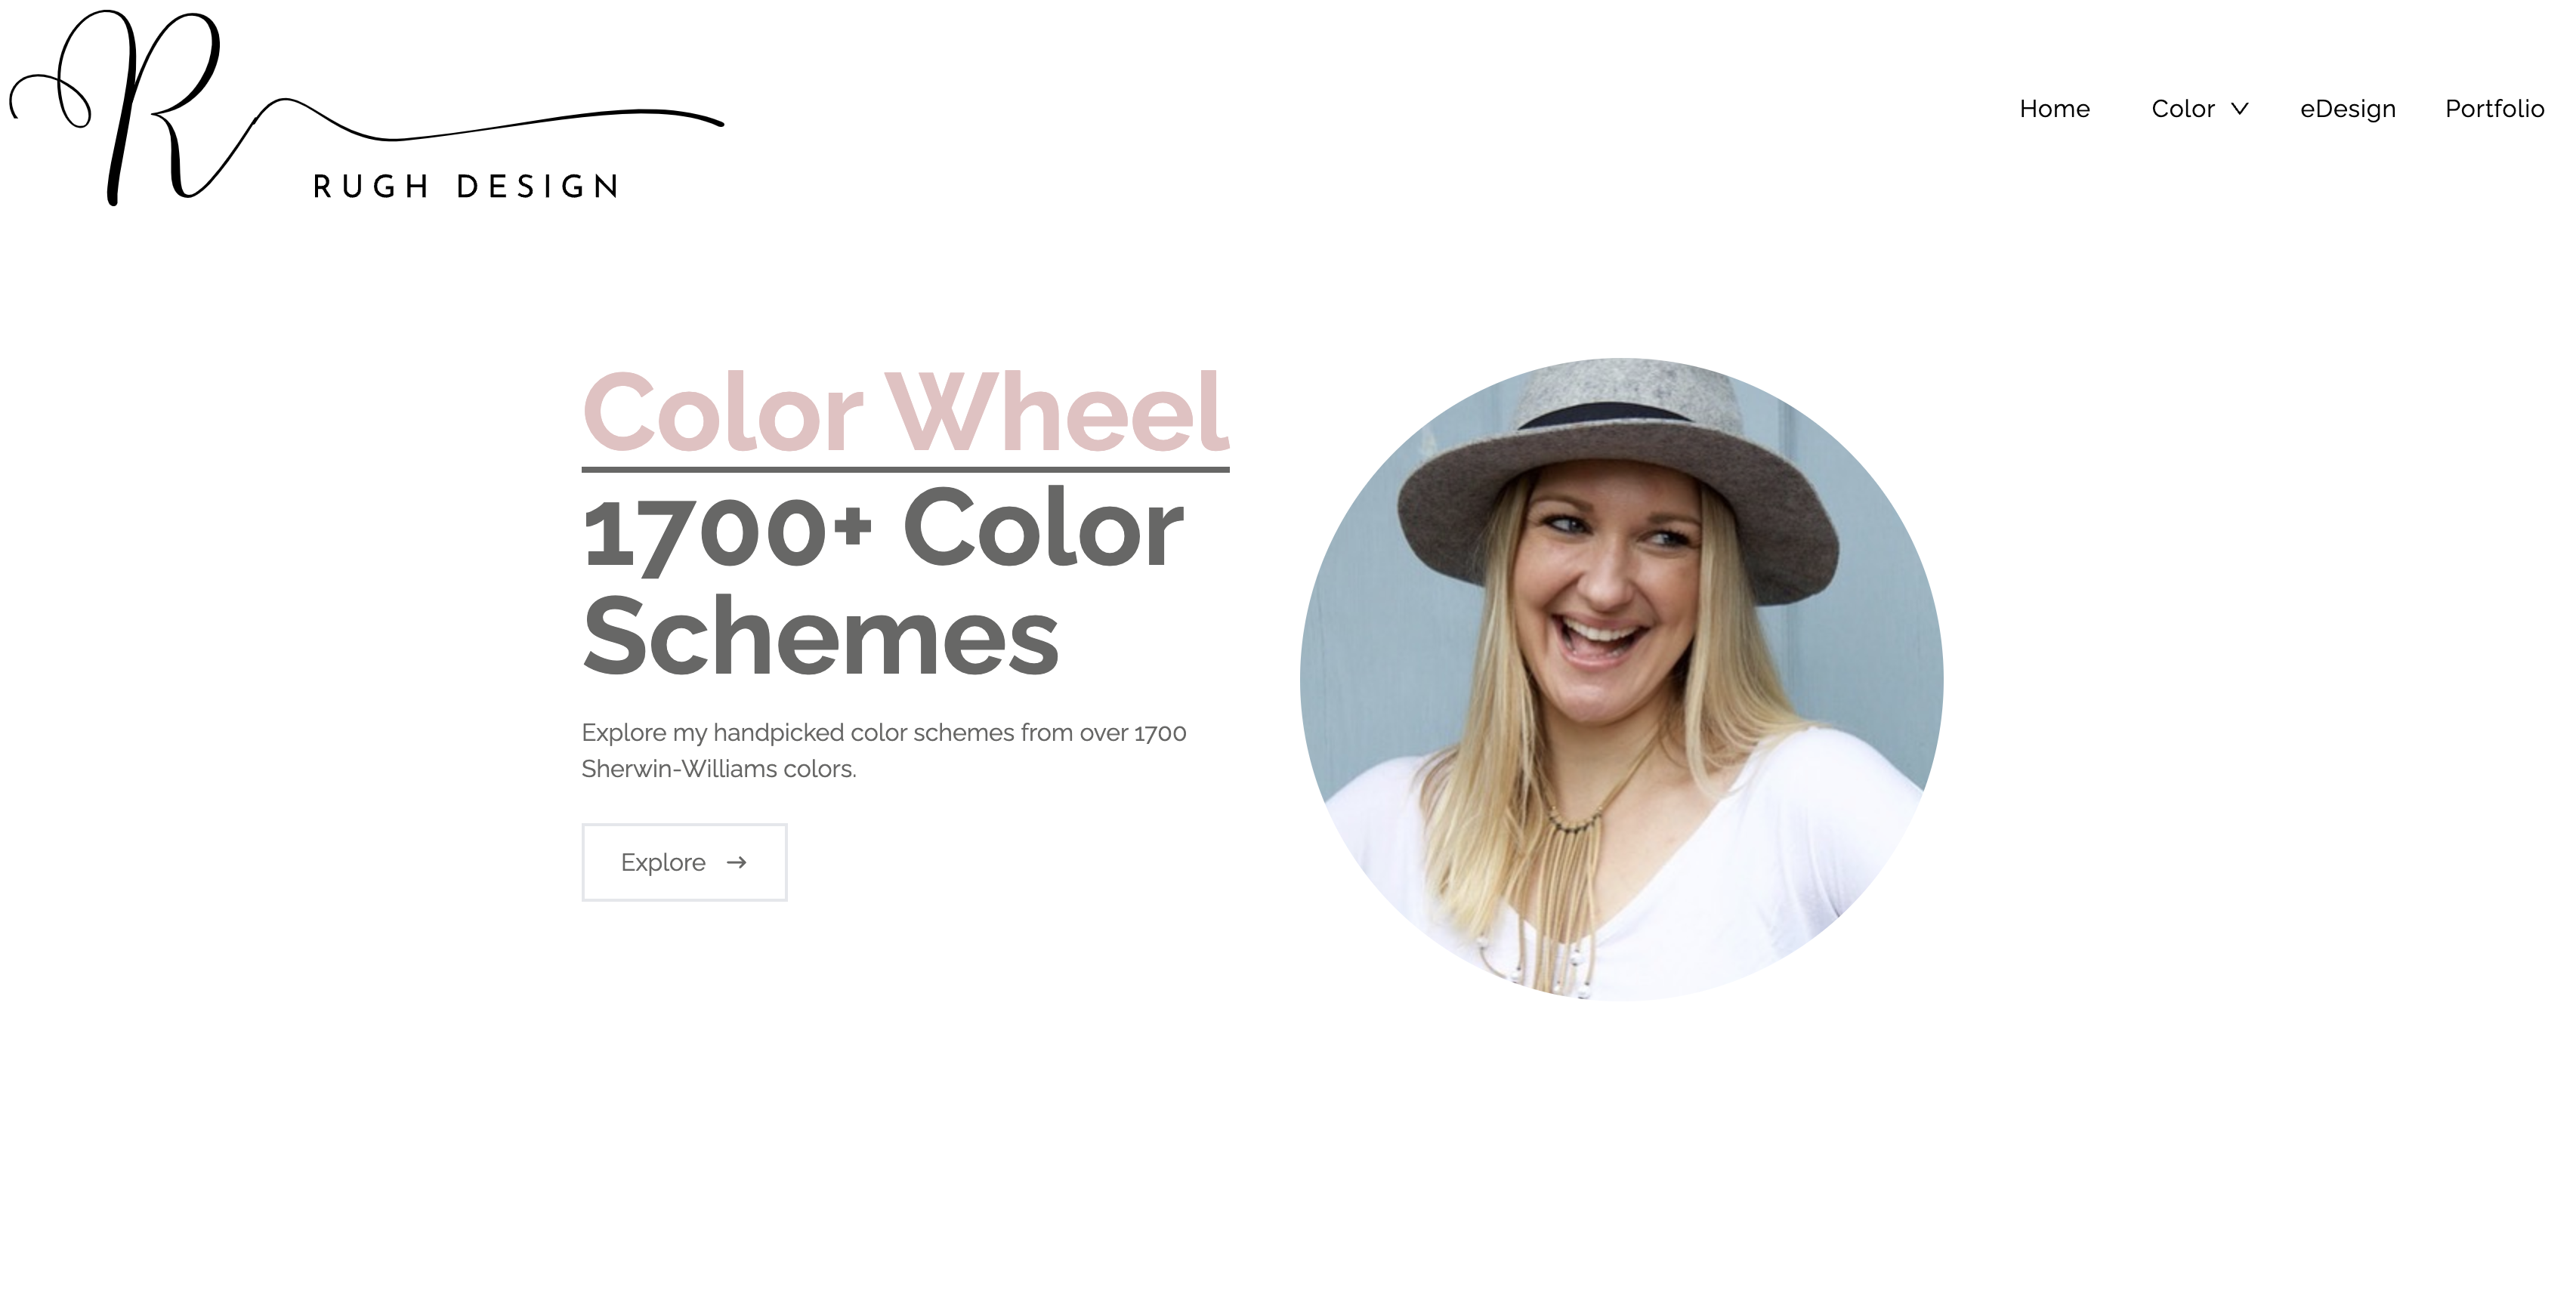 R
RUGH DESIGN
Home Color eDesign Portfolio
Color Wheel
1700+ Color
Schemes
Explore my handpicked color schemes from over 1700
Sherwin-Williams colors.
Explore →